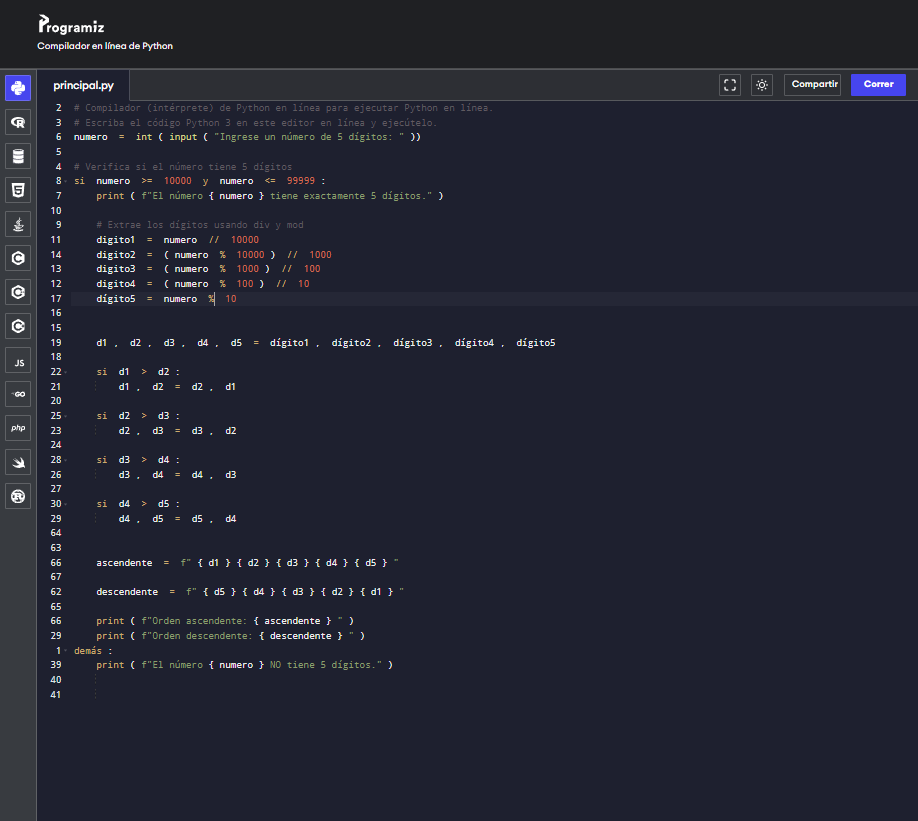 Programiz
Compilador en línea de Python
principal.py
Compartir
Correr
2 # Compilador (intérprete) de Python en línea para ejecutar Python en línea.
3 # Escriba el código Python 3 en este editor en línea y ejecútelo.
6 numero = int ( input ( "Ingrese un número de 5 dígitos: " ))
5
4 # Verifica si el número tiene 5 dígitos
8 si numero >= 10000 y numero <= 99999 :
7 print ( f"El número { numero } tiene exactamente 5 dígitos." )
10
9 # Extrae los dígitos usando div y mod
11 digito1 = numero // 10000
14 digito2 = ( numero % 10000 ) // 1000
13 digito3 = ( numero % 1000 ) // 100
12 digito4 = ( numero % 100 ) // 10
17 dígito5 = numero % 10
16
15
19 d1 , d2 , d3 , d4 , d5 = dígito1 , dígito2 , dígito3 , dígito4 , dígito5
18
22 si d1 > d2 :
21 d1 , d2 = d2 , d1
20
25 si d2 > d3 :
23 d2 , d3 = d3 , d2
24
28 si d3 > d4 :
26 d3 , d4 = d4 , d3
27
30 si d4 > d5 :
29 d4 , d5 = d5 , d4
64
63
66 ascendente = f" { d1 } { d2 } { d3 } { d4 } { d5 } "
67
62 descendente = f" { d5 } { d4 } { d3 } { d2 } { d1 } "
65
66 print ( f"Orden ascendente: { ascendente } " )
29 print ( f"Orden descendente: { descendente } " )
1 demás :
39 print ( f"El número { numero } NO tiene 5 dígitos." )
40
41
JS
GO
php